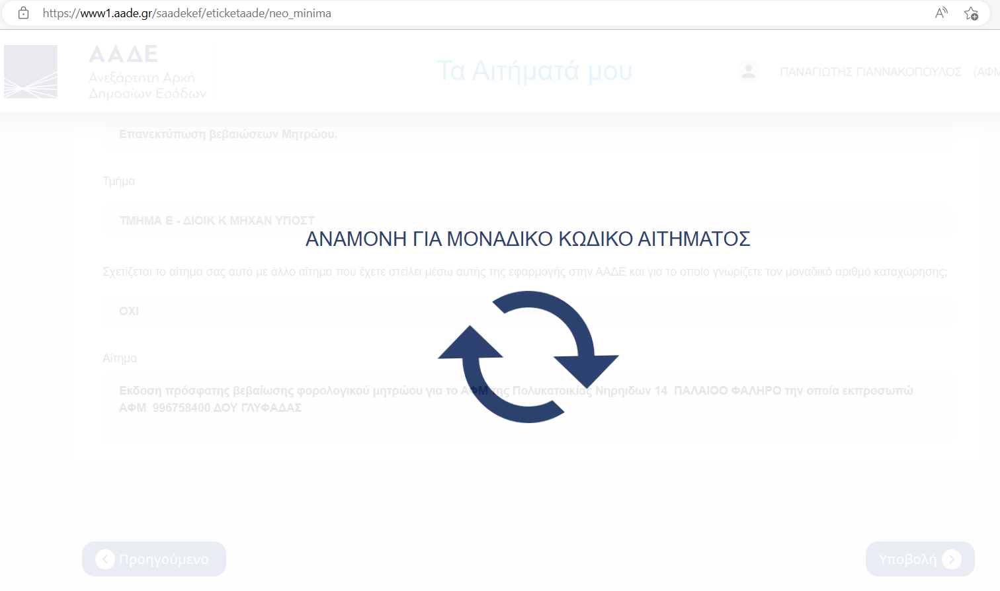 https://www1.aade.gr/saadekef/eticketaade/neo_minima
ΑΑΔΕ
Ανεξάρτητη Αρχή
Δημοσίων Εσόδων
Τα Αιτήματά μου
ΠΑΝΑΓΙΩΤΗΣ ΓΙΑΝΝΑΚΟΠΟΥΛΟΣ (ΑΦΜ
Επανεκτύπωση βεβαιώσεων Μητρώου.
Τμήμα
ΤΜΗΜΑ Ε - ΔΙΟΙΚ Κ ΜΗΧΑΝ ΥΠΟΣΤ
ΑΝΑΜΟΝΗ ΓΙΑ ΜΟΝΑΔΙΚΟ ΚΩΔΙΚΟ ΑΙΤΗΜΑΤΟΣ
Σχετίζεται το αίτημα σας αυτό με άλλο αίτημα που έχετε στείλει μέσω αυτής της εφαρμογής στην ΑΑΔΕ και για το οποίο γνωρίζετε τον μοναδικό αριθμό καταχώρησης;
ΟΧΙ
Αίτημα
Εκδοση πρόσφατης βεβαίωσης φορολογικού μητρώου για το ΑΦΜ της Πολυκατοικίας Νηρηιδων 14 ΠΑΛΑΙΟΟ ΦΑΛΗΡΟ την οποία εκπροσωπώ
ΑΦΜ 996758400 ΔΟΥ ΓΛΥΦΑΔΑΣ
Προηγούμενο
Υποβολή